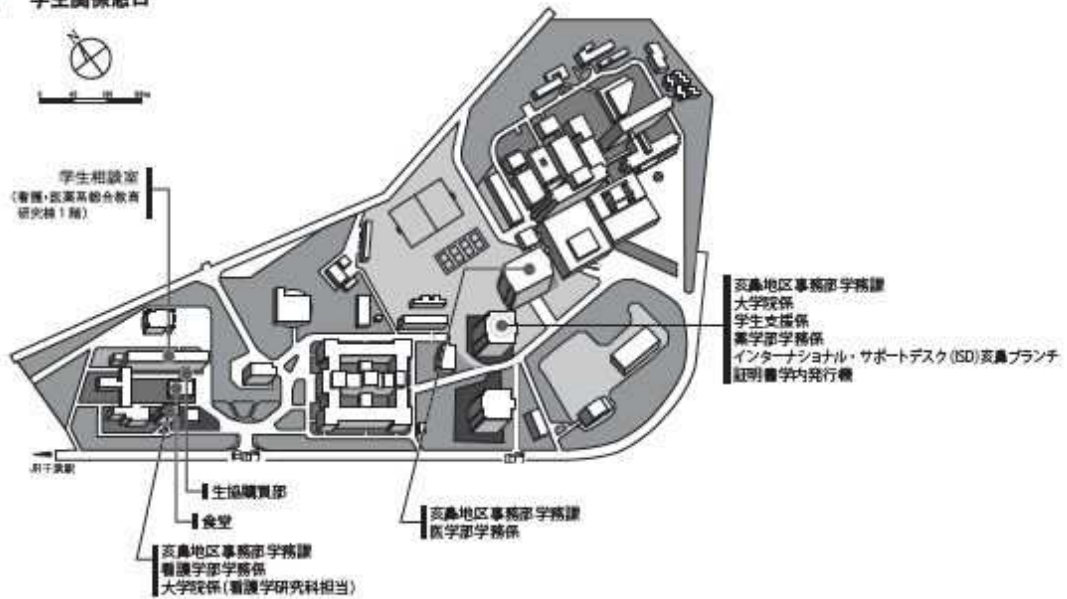 学生関係窓口
N
学生相談室
(看護・医薬系総合教育
研究棟1階)
亥鼻地区事務部学務課
大学院係
学生支援係
薬学部学務係
インターナショナル・サポートデスク(ISD)亥鼻ブランチ
証明書学内発行機
JR千葉駅
生協購買部
食堂
亥鼻地区事務部学務課
医学部学務係
亥鼻地区事務部学務課
看護学部学務係
大学院係(看護学研究科担当)